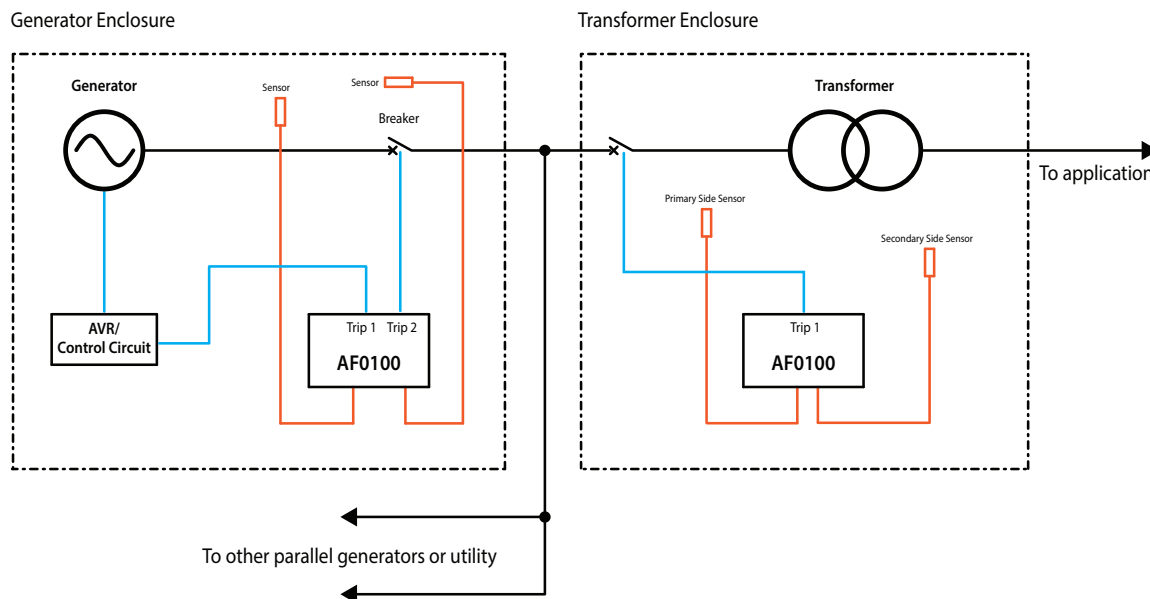 Generator Enclosure
Transformer Enclosure
Generator
Sensor
Sensor
Breaker
Transformer
To application
Primary Side Sensor
Secondary Side Sensor
AVR/
Control Circuit
Trip 1
Trip 2
AF0100
Trip 1
AF0100
To other parallel generators or utility